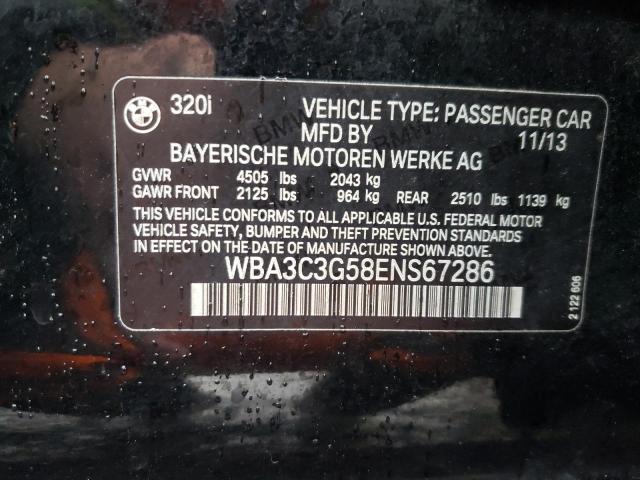 320i VEHICLE TYPE: PASSENGER CAR
MFD BY 11/13
BAYERISCHE MOTOREN WERKE AG
GVWR 4505 lbs 2043 kg
GAWR FRONT 2125 lbs 964 kg REAR 2510 lbs 1139 kg
THIS VEHICLE CONFORMS TO ALL APPLICABLE U.S. FEDERAL MOTOR
VEHICLE SAFETY, BUMPER AND THEFT PREVENTION STANDARDS
IN EFFECT ON THE DATE OF MANUFACTURE SHOWN ABOVE.
WBA3C3G58ENS67286
2 122 606